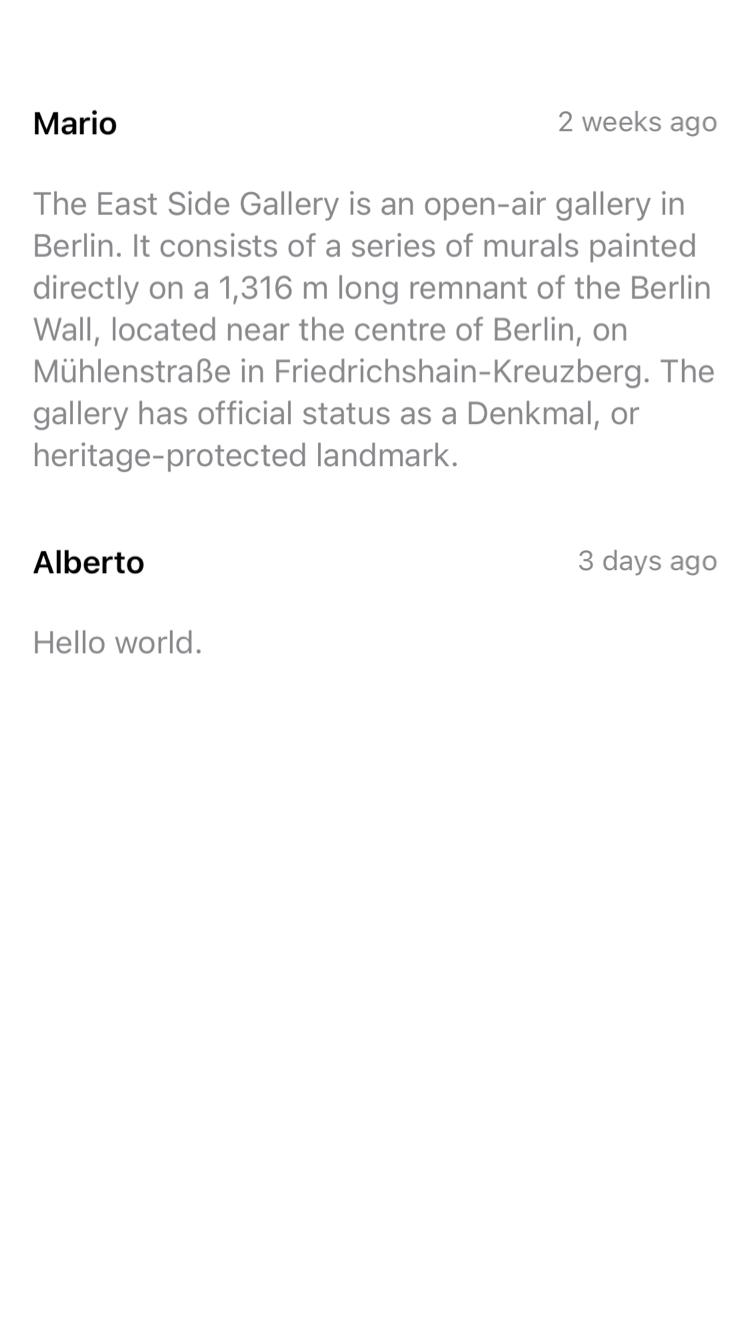 Mario
2 weeks ago
The East Side Gallery is an open-air gallery in
Berlin. It consists of a series of murals painted
directly on a 1,316 m long remnant of the Berlin
Wall, located near the centre of Berlin, on
Mühlenstraße in Friedrichshain-Kreuzberg. The
gallery has official status as a Denkmal, or
heritage-protected landmark.
Alberto
3 days ago
Hello world.